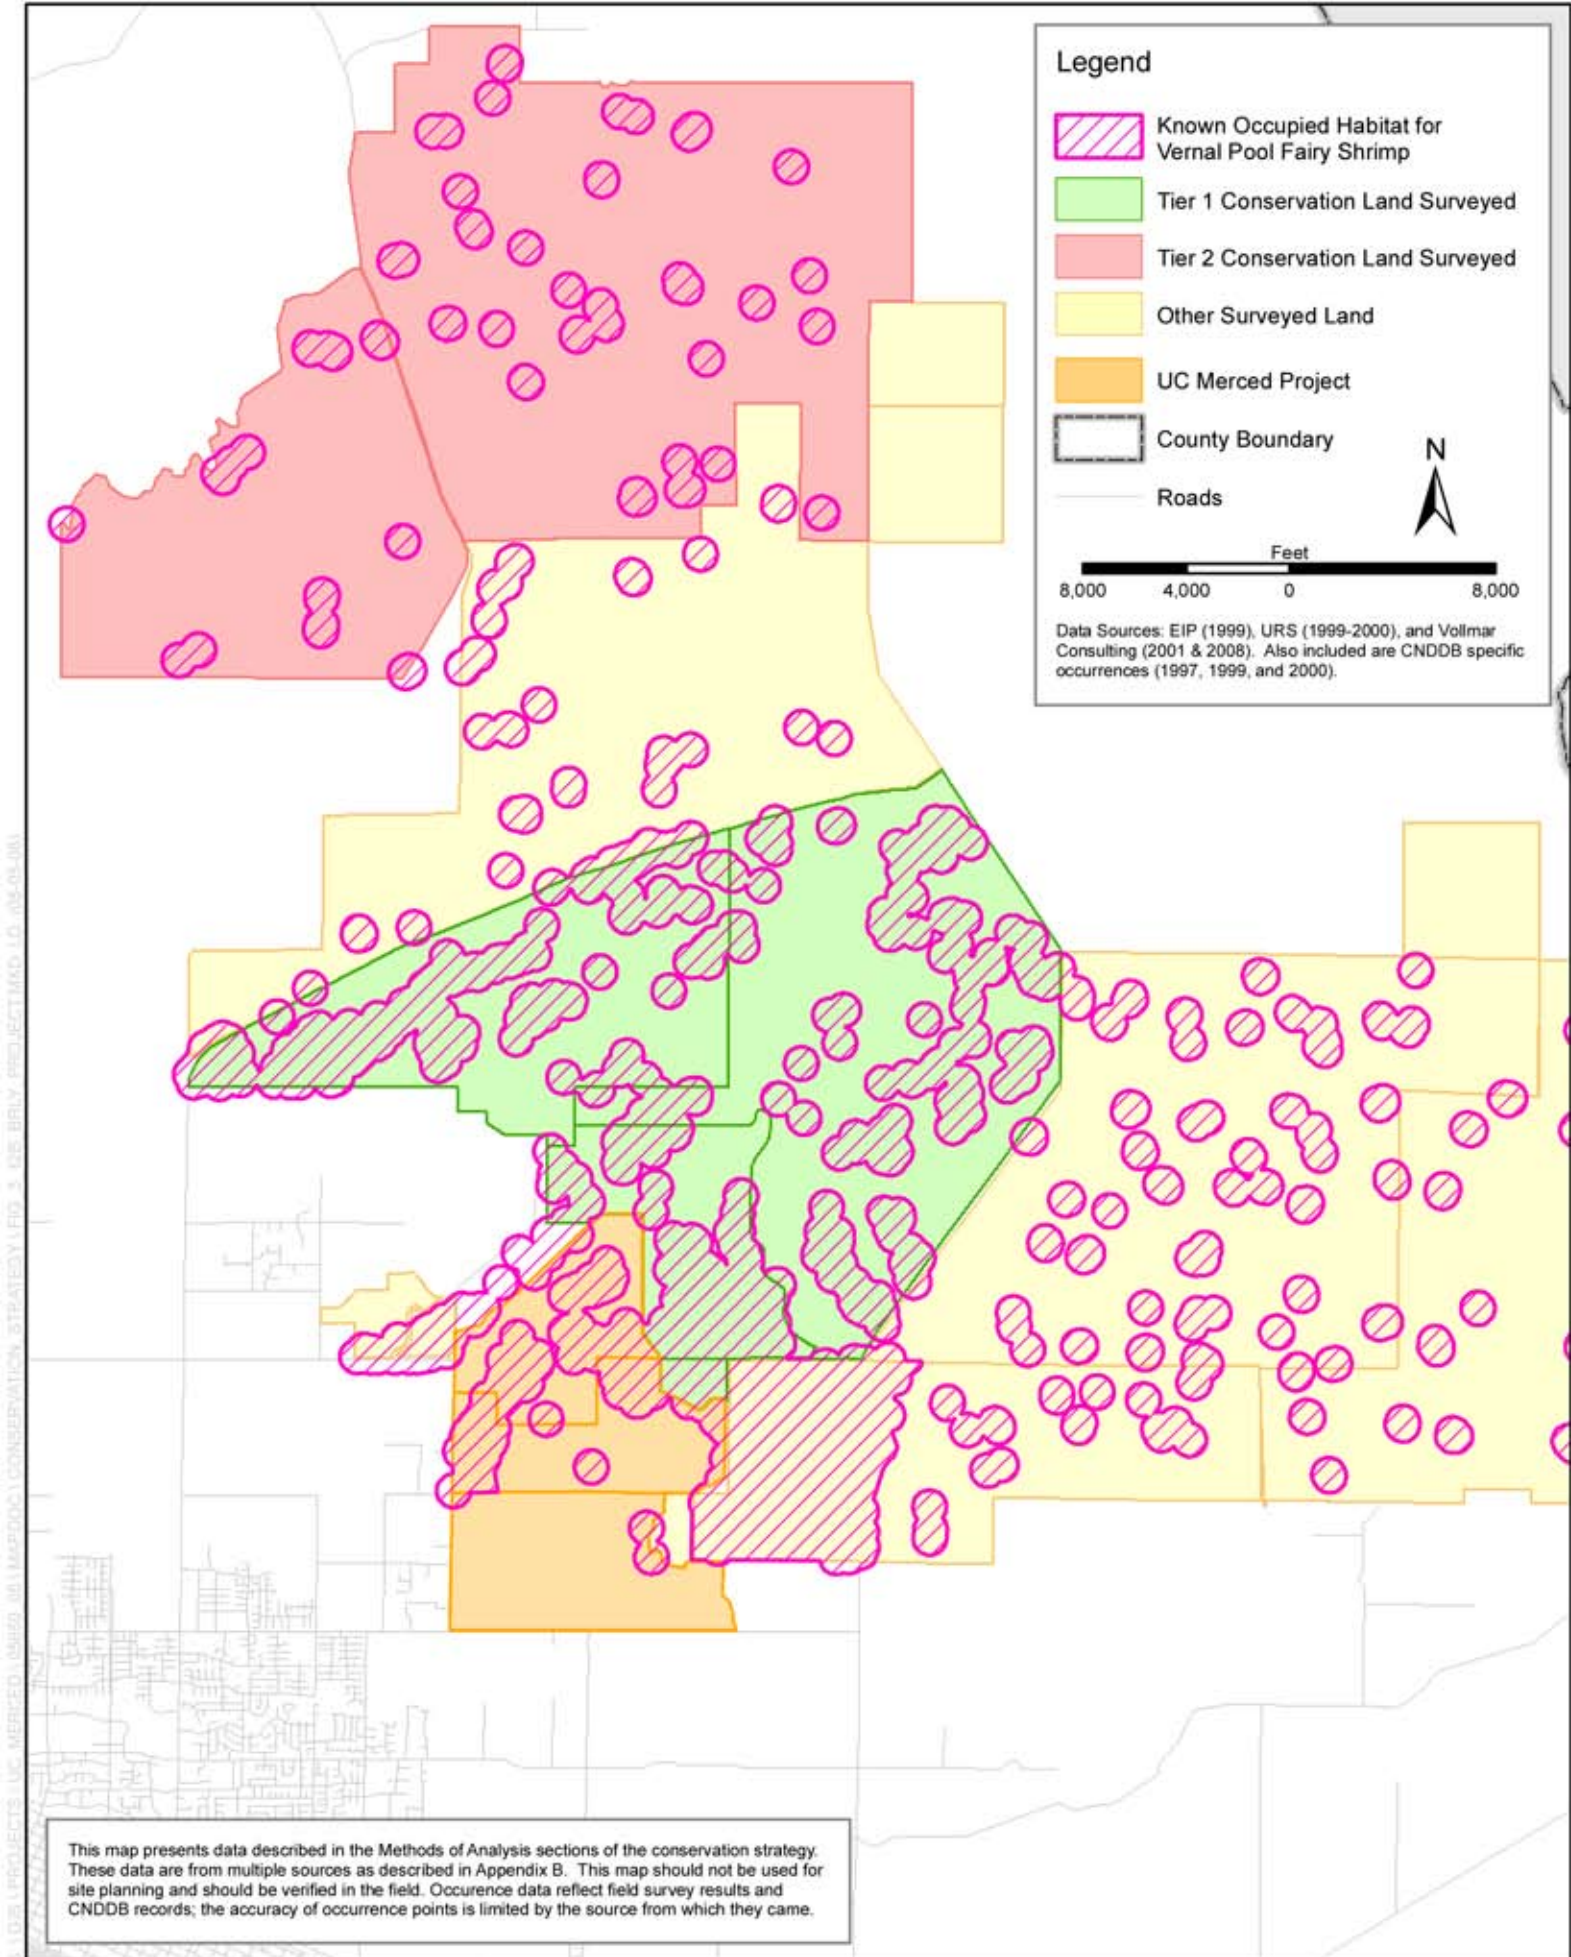 Legend
Known Occupied Habitat for
Vernal Pool Fairy Shrimp
Tier 1 Conservation Land Surveyed
Tier 2 Conservation Land Surveyed
Other Surveyed Land
UC Merced Project
County Boundary
Roads
N
Feet
8,000 4,000 0 8,000
Data Sources: EIP (1999), URS (1999-2000), and Vollmar
Consulting (2001 & 2008). Also included are CNDDB specific
occurrences (1997, 1999, and 2000).
This map presents data described in the Methods of Analysis sections of the conservation strategy.
These data are from multiple sources as described in Appendix B. This map should not be used for
site planning and should be verified in the field. Occurence data reflect field survey results and
CNDDB records; the accuracy of occurrence points is limited by the source from which they came.